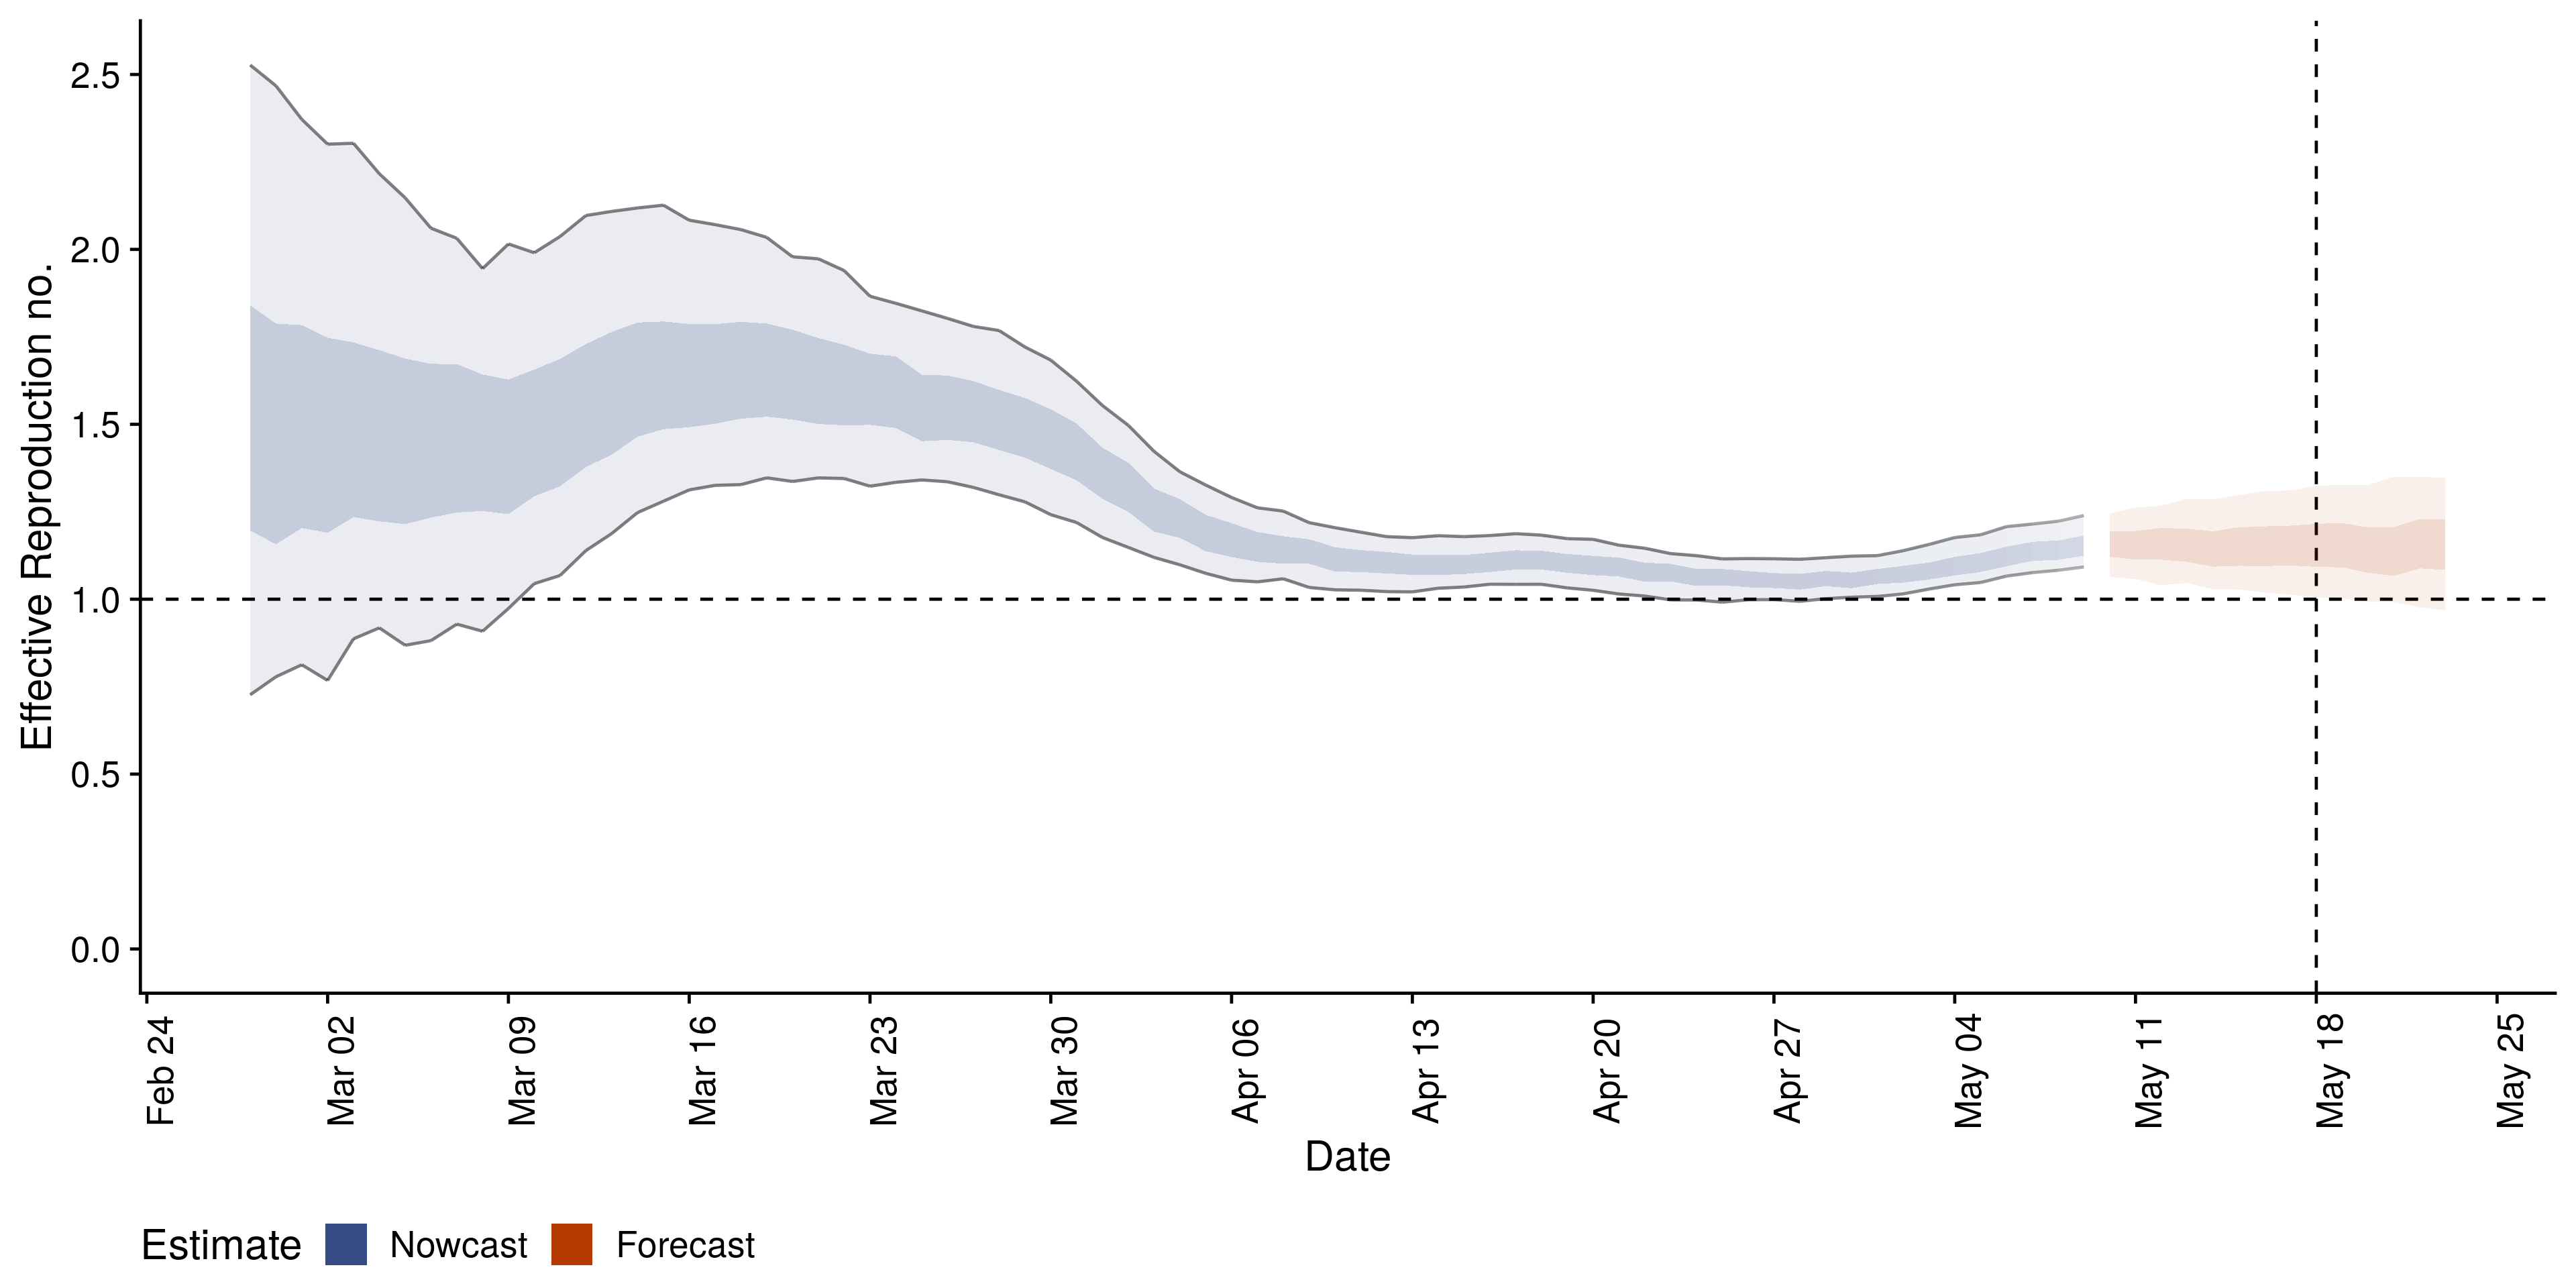 Effective Reproduction no.
2.5
2.0
1.5
1.0
0.5
0.0
Feb 24
Mar 02
Mar 09
Mar 16
Mar 23
Mar 30
Apr 06
Apr 13
Apr 20
Apr 27
May 04
May 11
May 18
May 25
Date
Estimate Nowcast Forecast